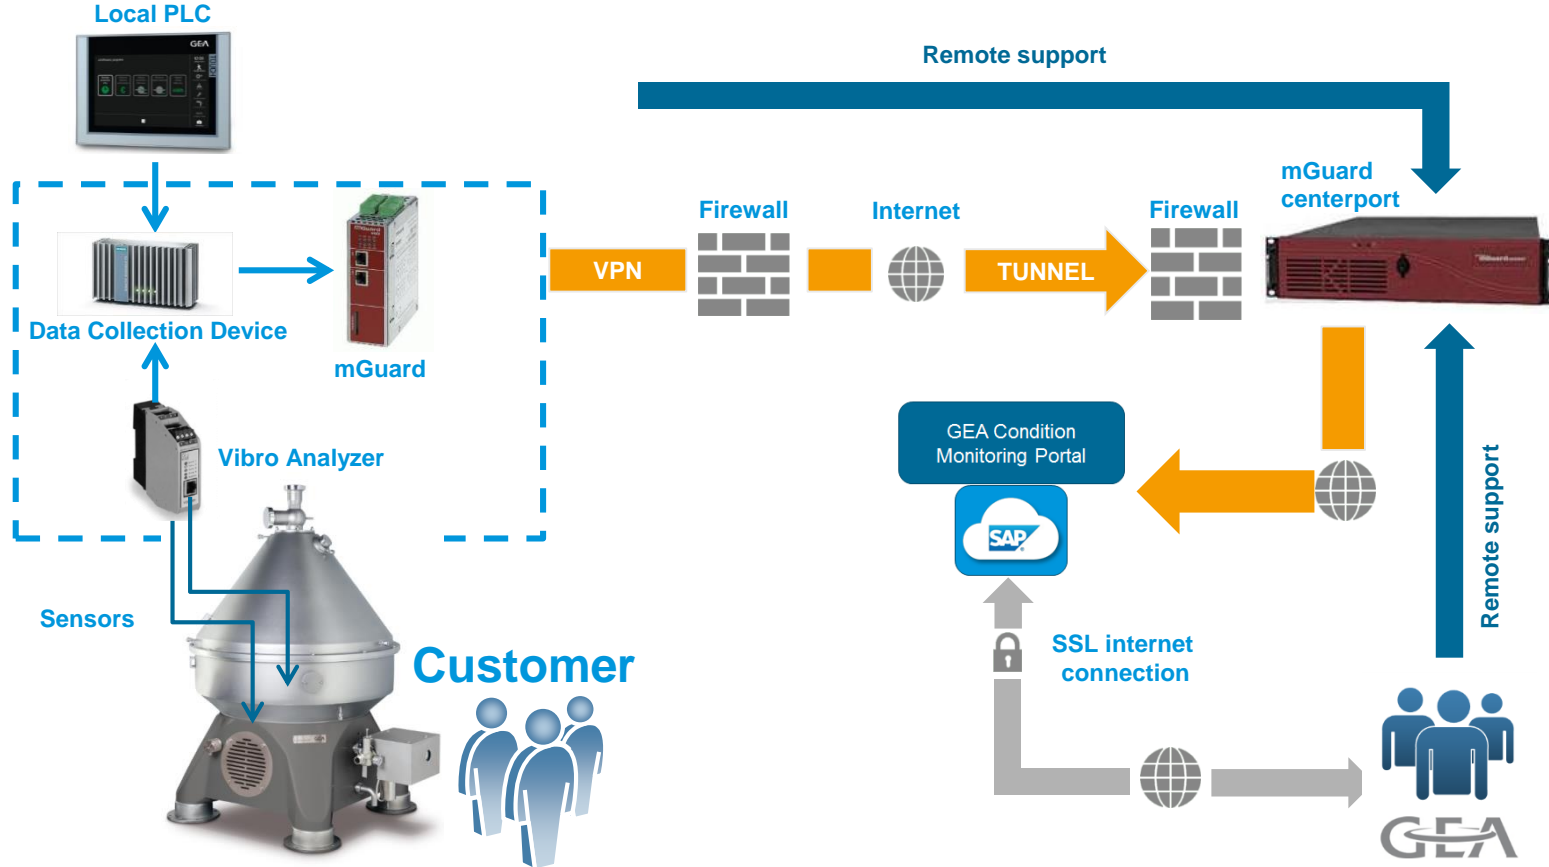 Local PLC
GEA
Remote support
mGuard
centerport
Firewall
Internet
Firewall
VPN
TUNNEL
Data Collection Device
mGuard
Vibro Analyzer
GEA Condition
Monitoring Portal
SAP
Remote support
Sensors
SSL internet
connection
Customer
GEA